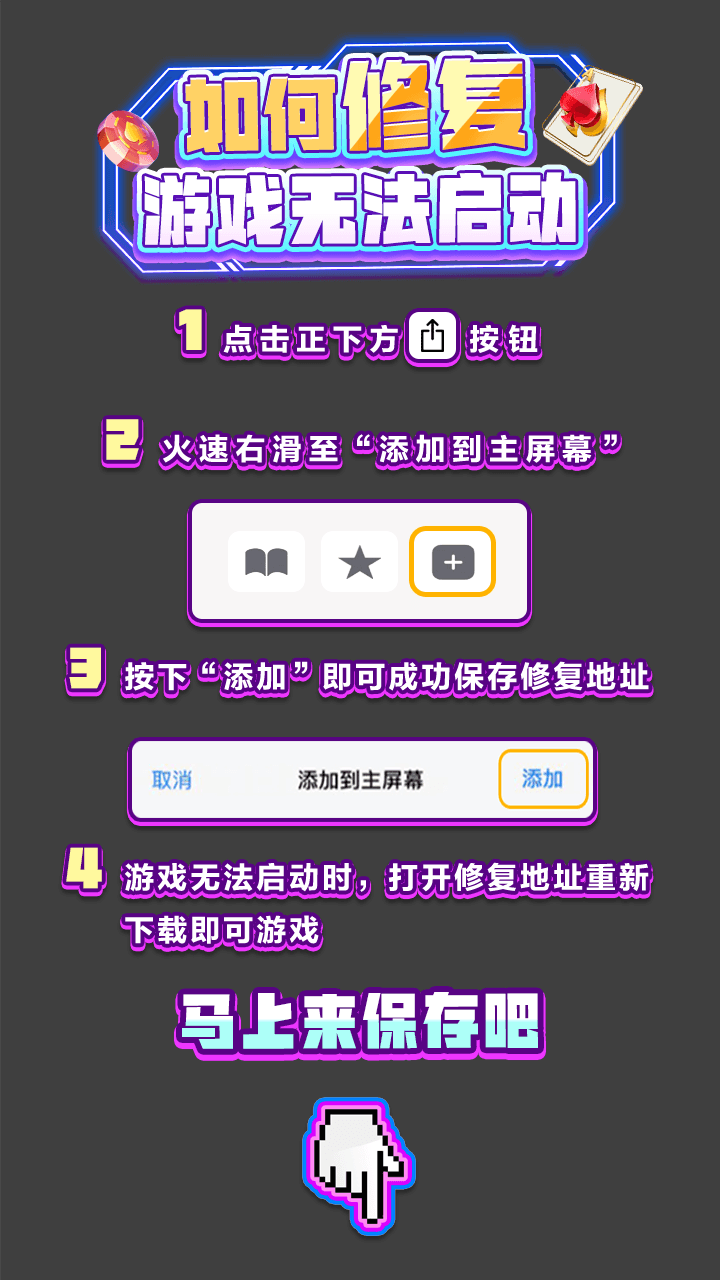 如何修复
游戏无法启动
1 点击正下方 按钮
2 火速右滑至“添加到主屏幕”
3 按下“添加”即可成功保存修复地址
取消 添加到主屏幕 添加
4 游戏无法启动时，打开修复地址重新
下载即可游戏
马上来保存吧